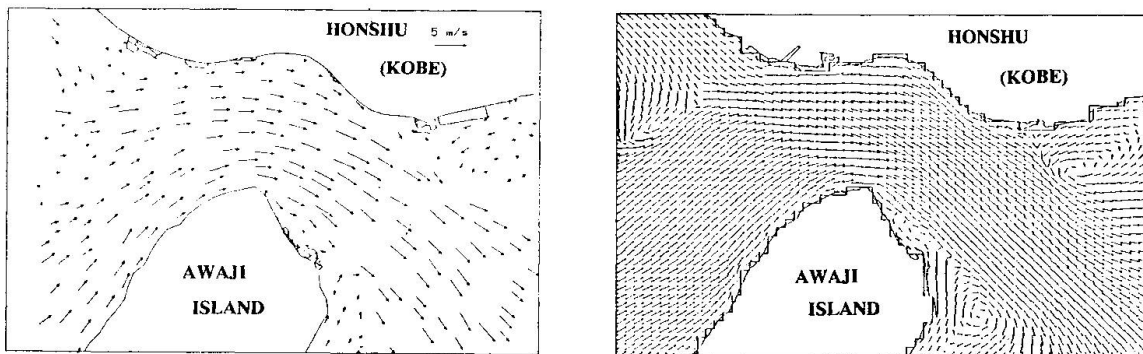 HONSHU
5 m/s
(KOBE)
AWAJI
ISLAND
HONSHU
(KOBE)
AWAJI
ISLAND